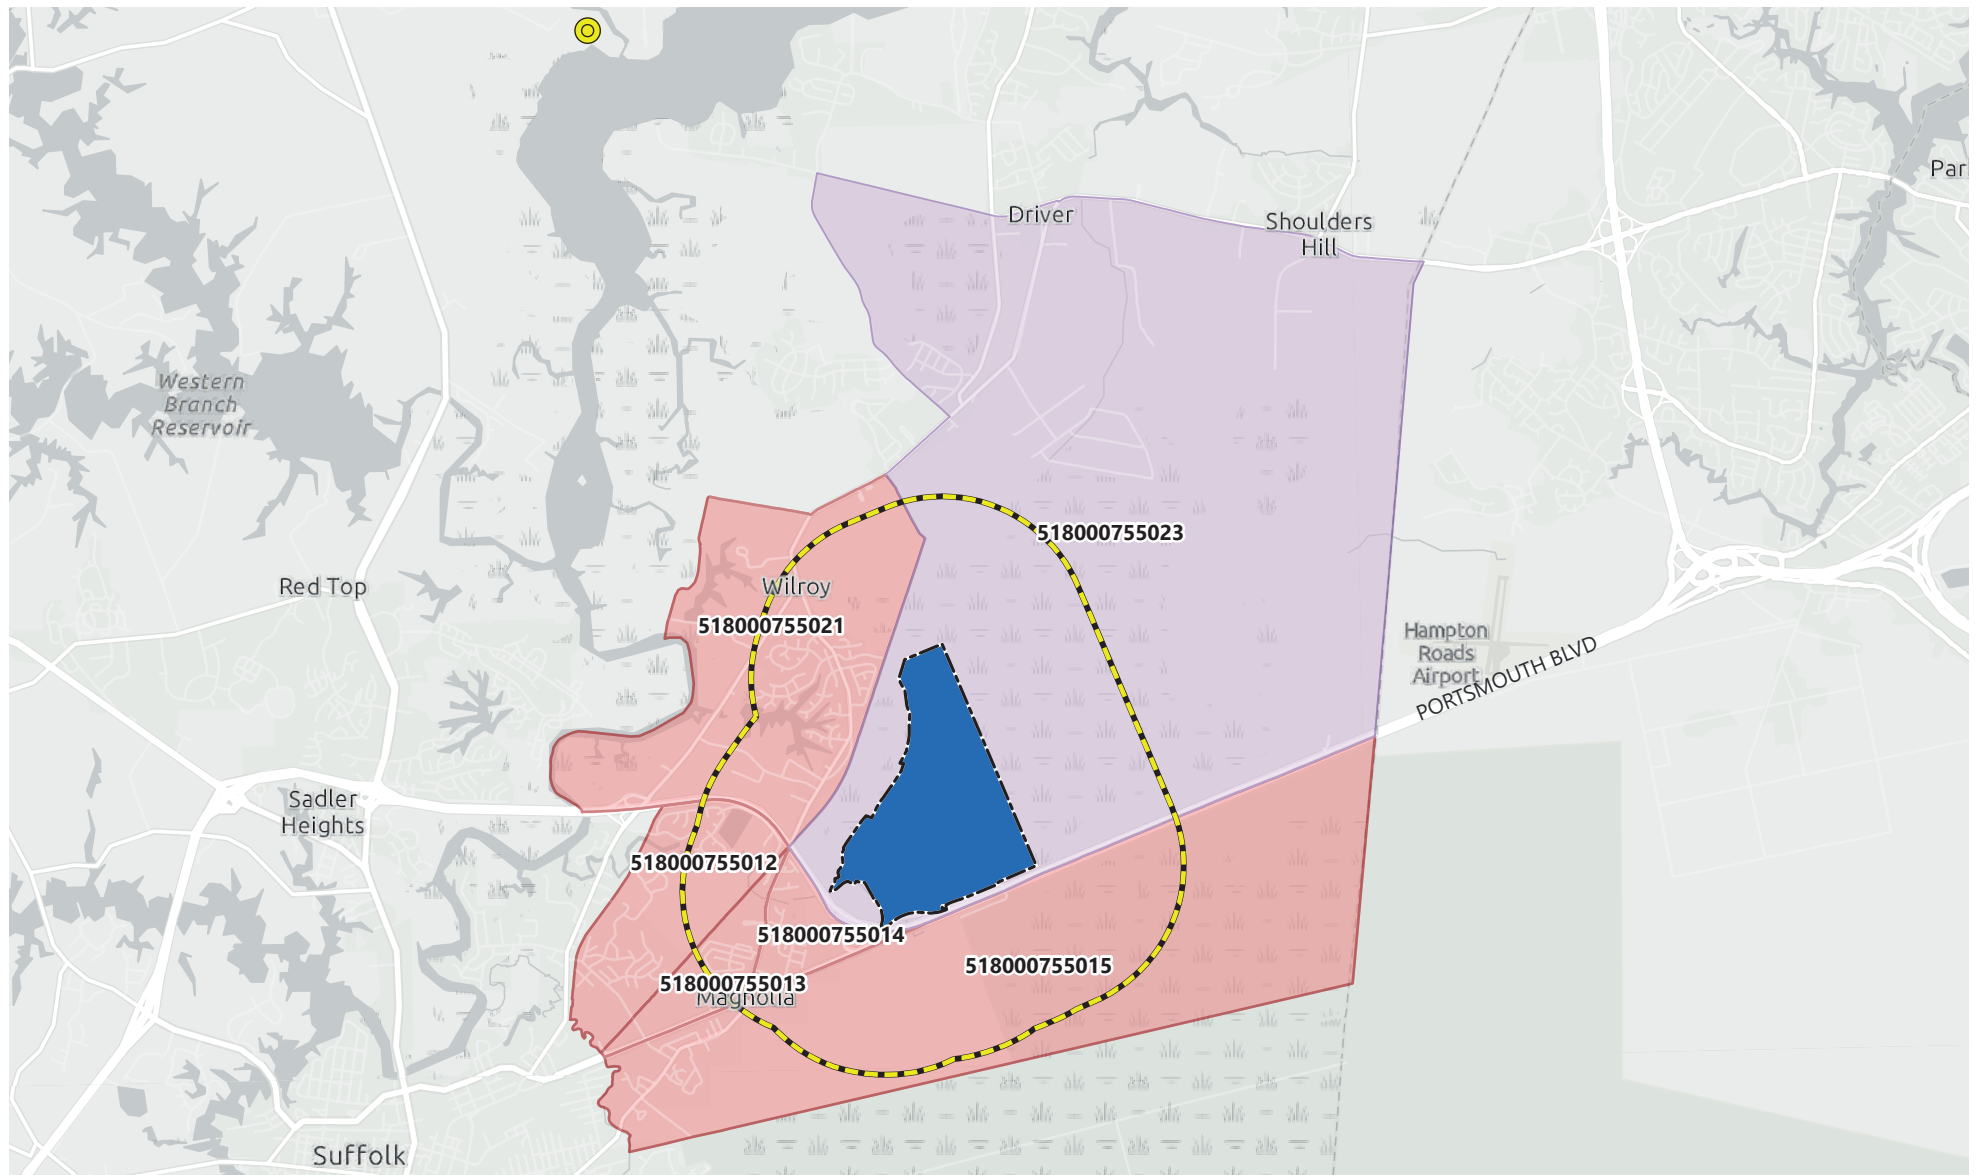 Par
Driver
Shoulders
Hill
Western
Branch
Reservoir
518000755023
Red Top
Wilroy
518000755021
Hampton
Roads
Airport
PORTSMOUTH BLVD
Sadler
Heights
518000755012
518000755014
518000755015
518000755013
Magnolia
Suffolk